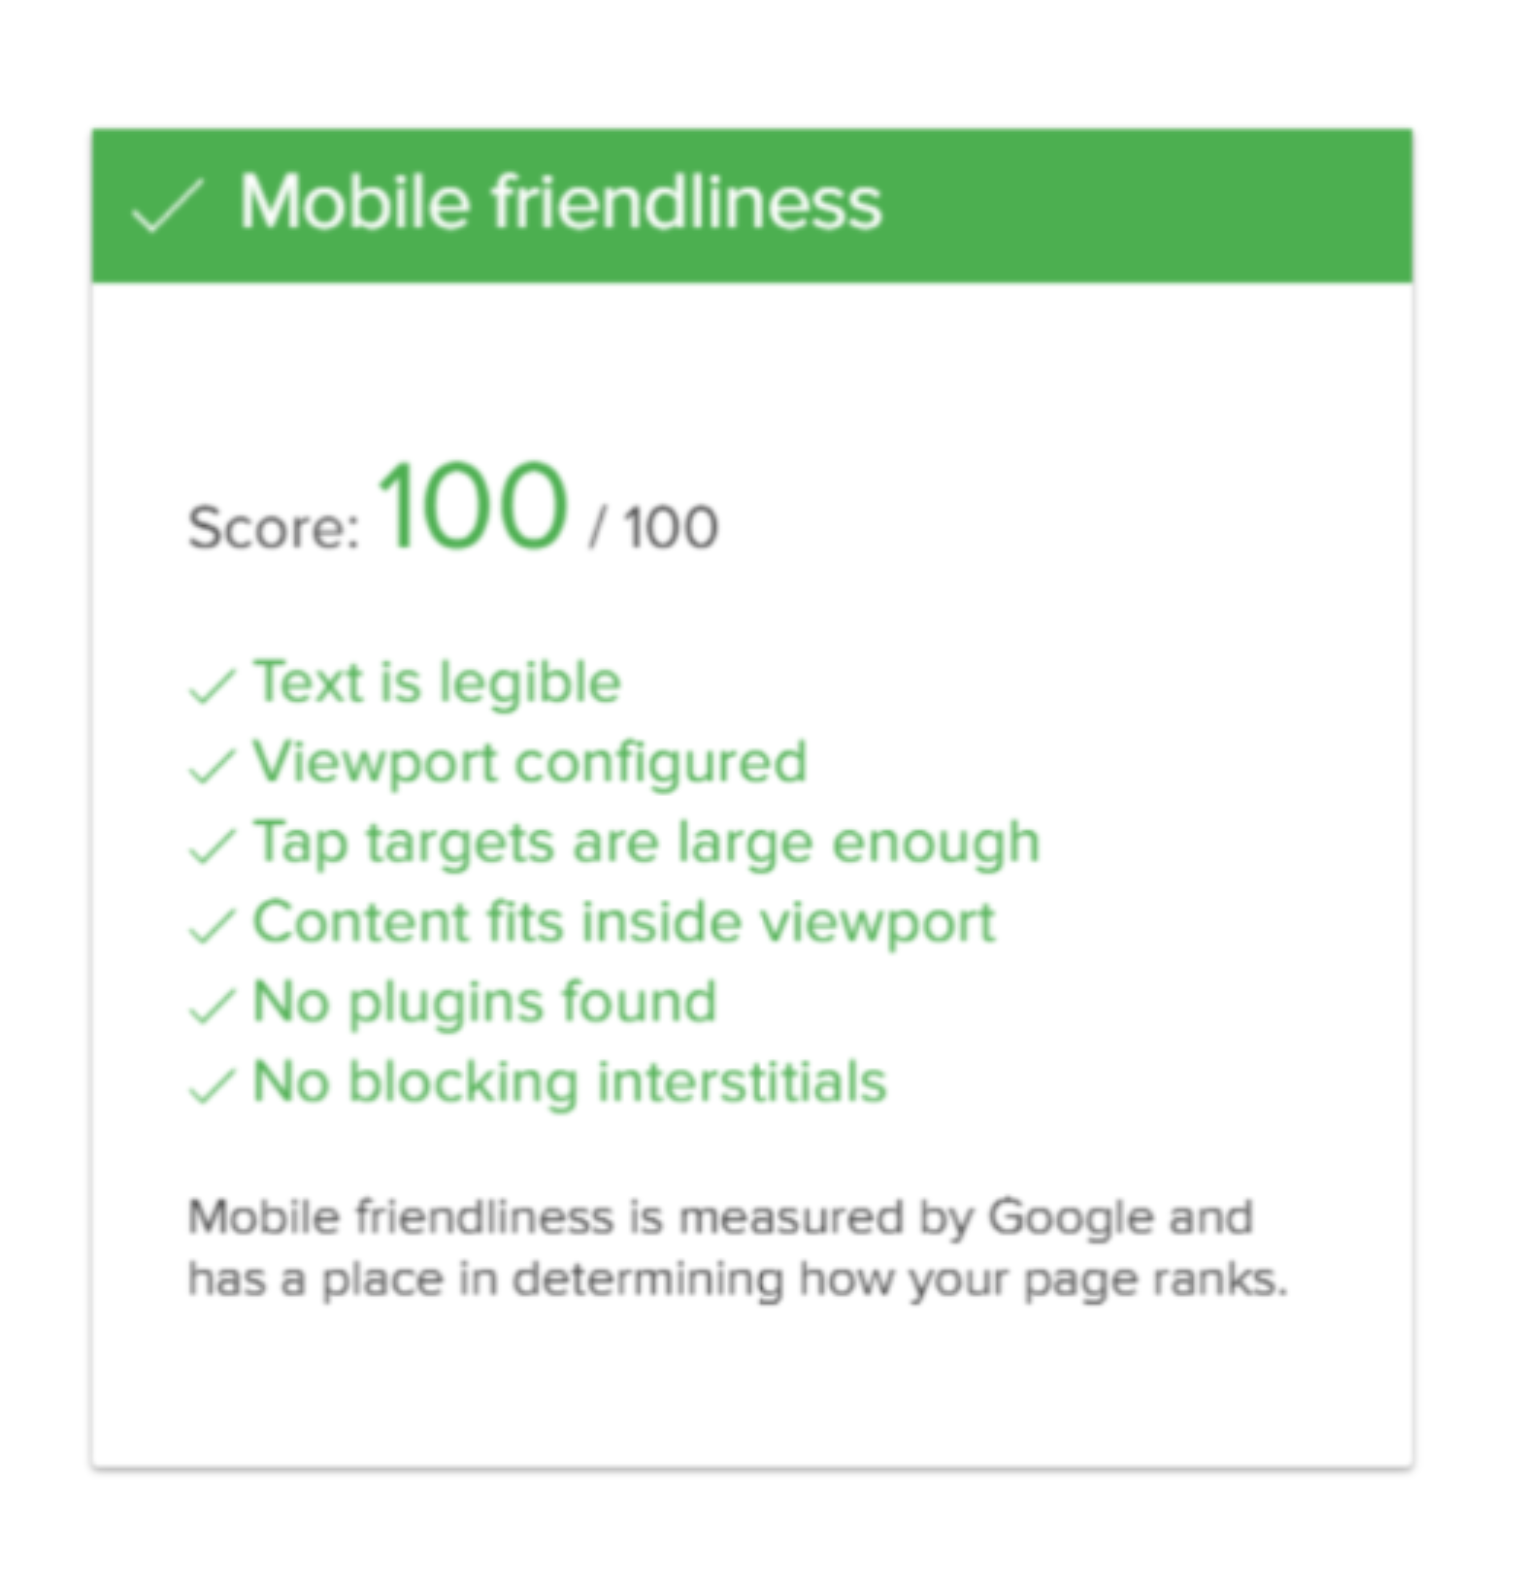 Mobile friendliness
Score: 100 / 100
Text is legible
Viewport configured
Tap targets are large enough
Content fits inside viewport
No plugins found
No blocking interstitials
Mobile friendliness is measured by Google and
has a place in determining how your page ranks.